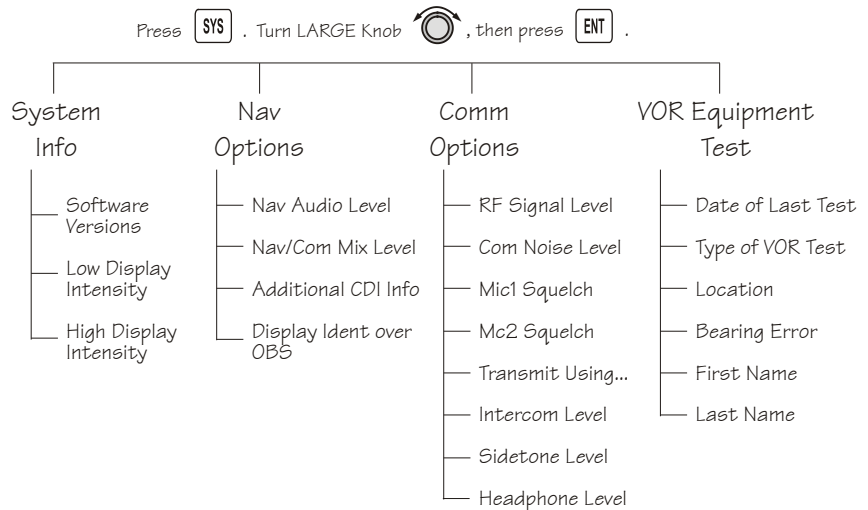 Press SYS . Turn LARGE Knob , then press ENT .
System
Info
Software
Versions
Low Display
Intensity
High Display
Intensity
Nav
Options
Nav Audio Level
Nav/Com Mix Level
Additional CDI Info
Display Ident over
OBS
Comm
Options
RF Signal Level
Com Noise Level
Mic1 Squelch
Mc2 Squelch
Transmit Using...
Intercom Level
Sidetone Level
Headphone Level
VOR Equipment
Test
Date of Last Test
Type of VOR Test
Location
Bearing Error
First Name
Last Name